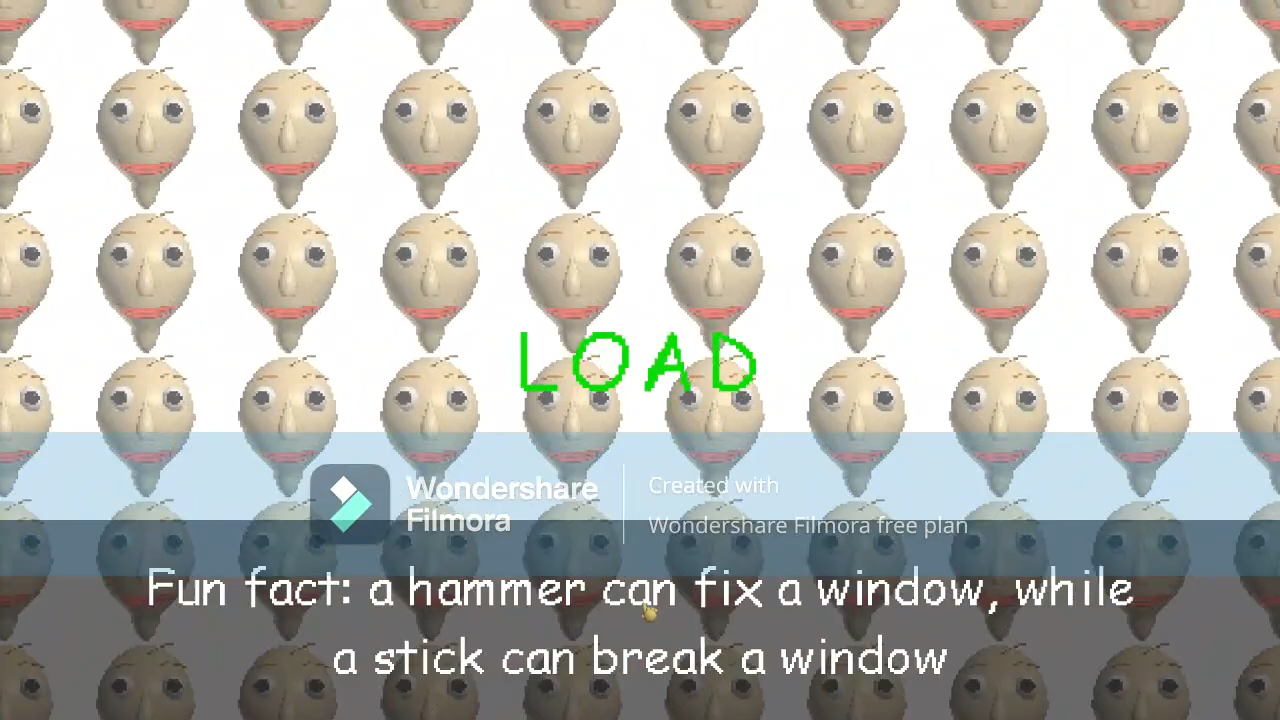 LOAD
Wondershare
Filmora
Created with
Wondershare Filmora free plan
Fun fact: a hammer can fix a window, while
a stick can break a window